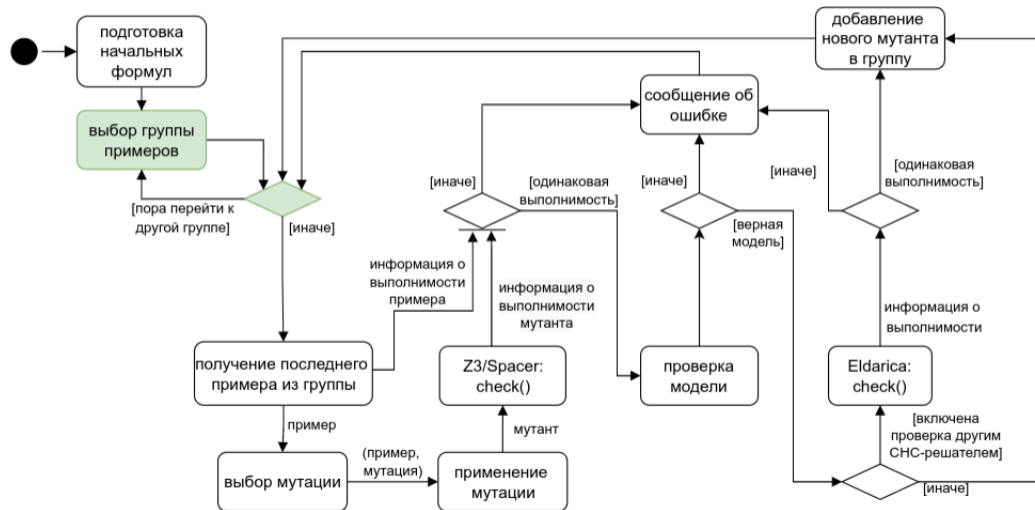 подготовка
начальных
формул
добавление
нового мутанта
в группу
выбор группы
примеров
сообщение об
ошибке
[пора перейти к
другой группе]
[иначе]
[иначе]
[одинаковая
выполнимость]
[иначе]
[верная
модель]
[иначе]
[одинаковая
выполнимость]
информация о
выполнимости
примера
информация о
выполнимости
мутанта
информация о
выполнимости
получение последнего
примера из группы
Z3/Spacer:
check()
проверка
модели
Eldarica:
check()
пример
мутант
[включена
проверка другим
CHC-решателем]
выбор мутации
(пример,
мутация)
применение
мутации
[иначе]